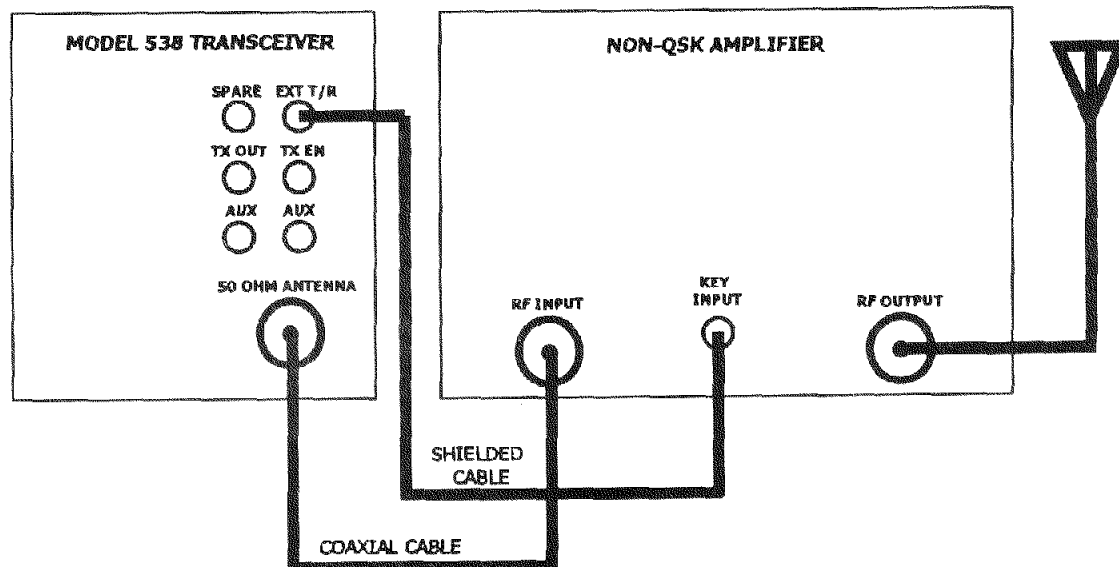 MODEL 538 TRANSCEIVER
SPARE EXT T/R
TX OUT TX EN
AUX AUX
50 OHM ANTENNA
NON-QSK AMPLIFIER
RF INPUT
KEY
INPUT
RF OUTPUT
SHIELDED
CABLE
COAXIAL CABLE